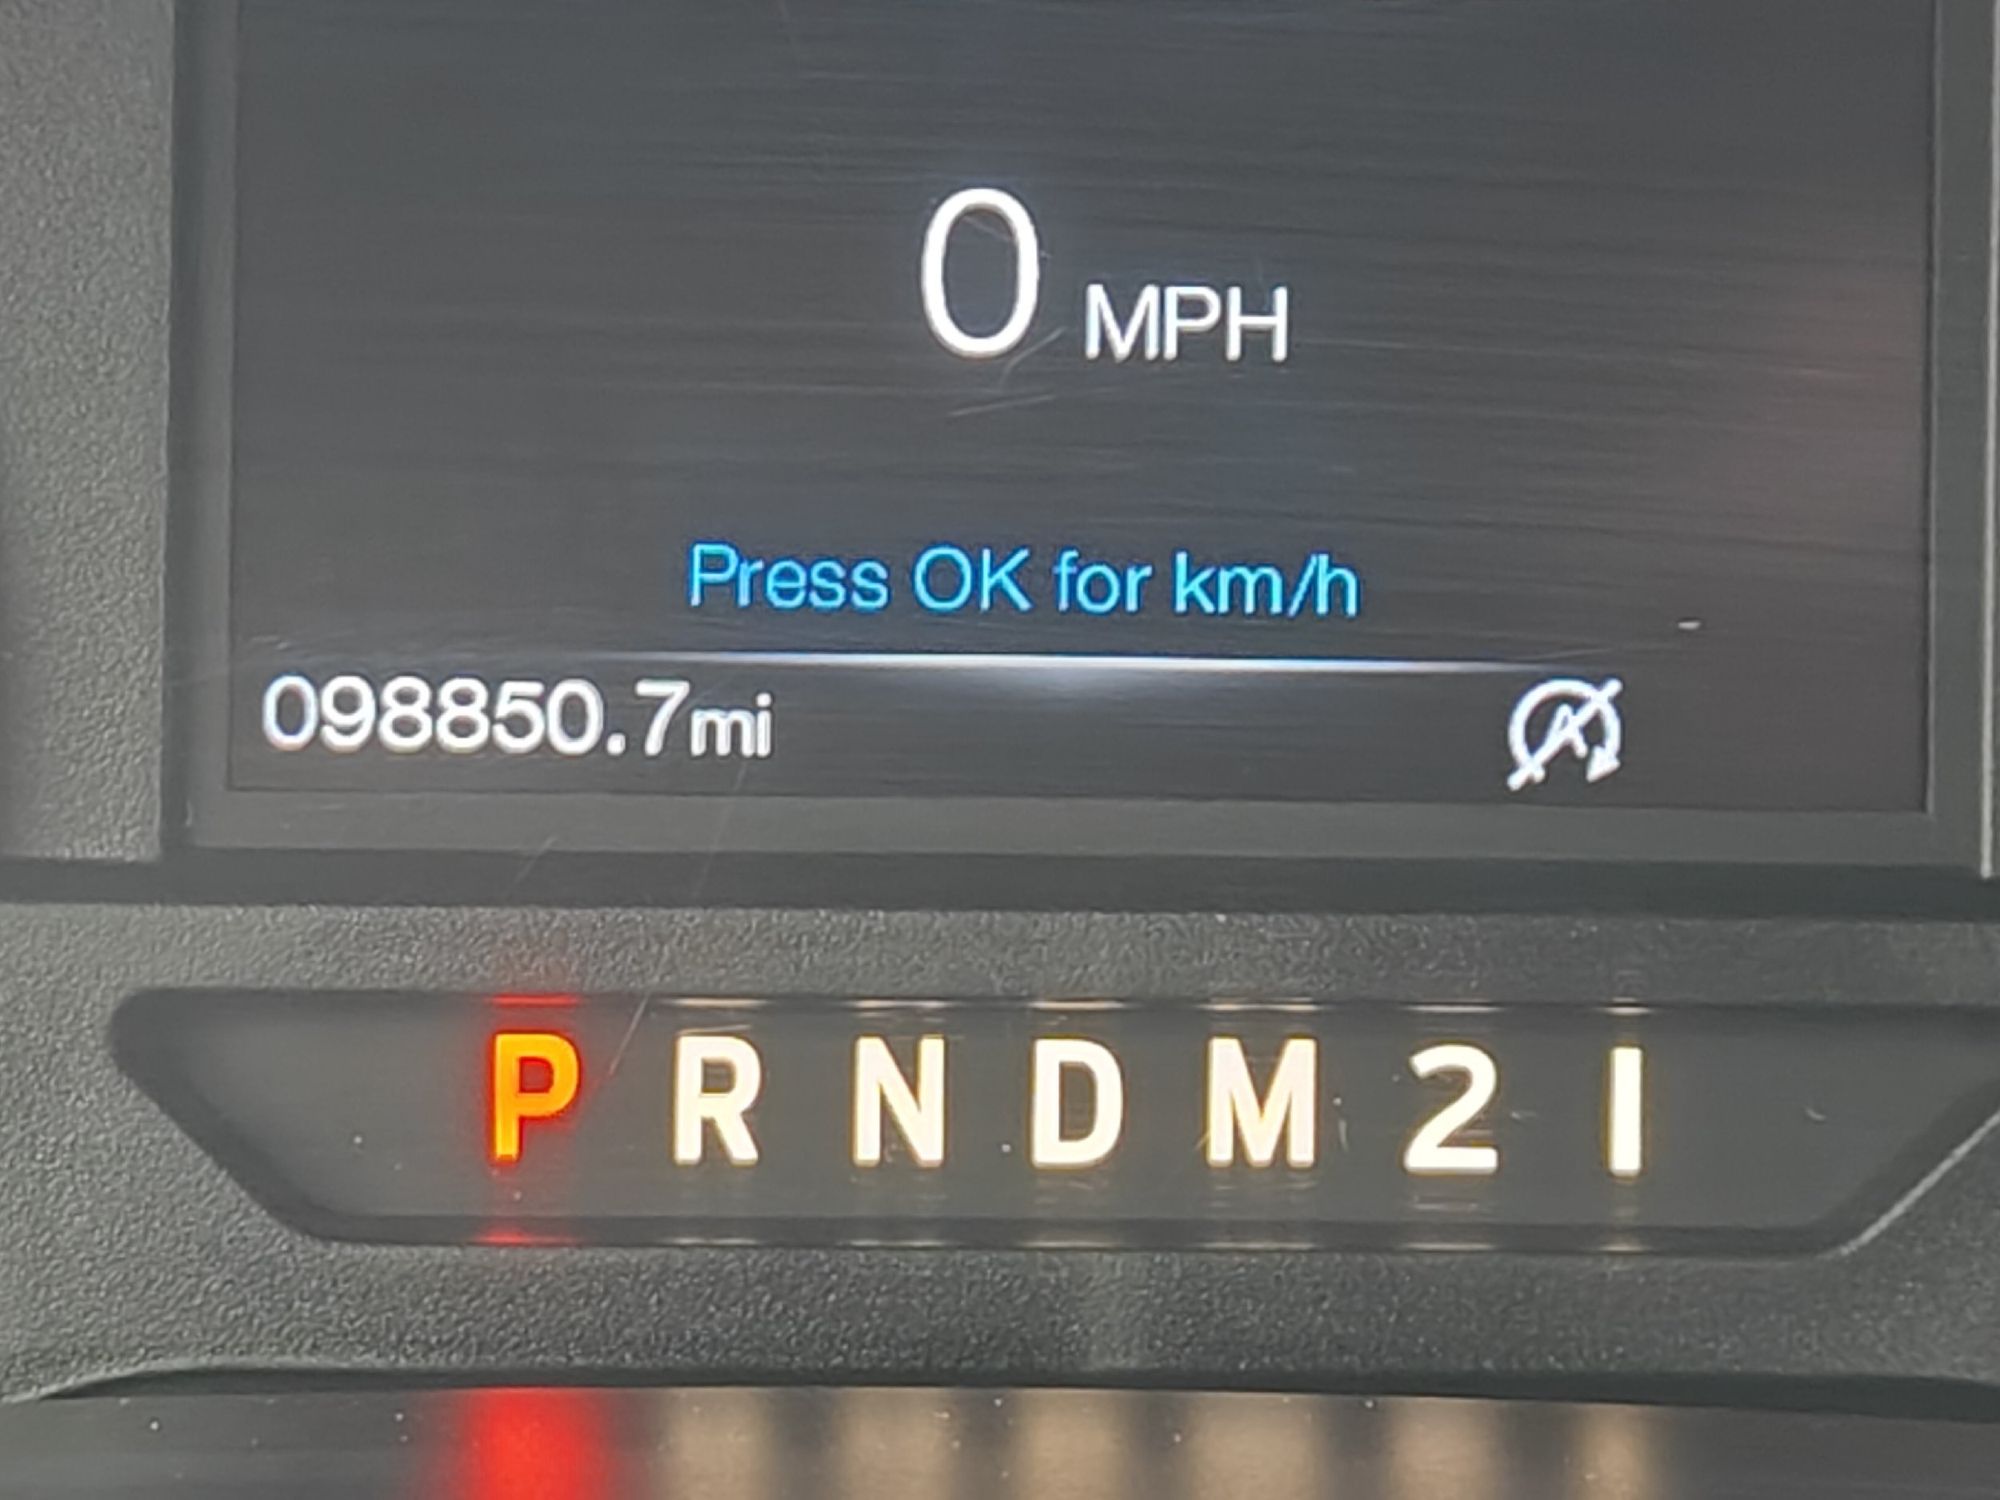 0 MPH
Press OK for km/h
098850.7mi
P R N D M 2 1